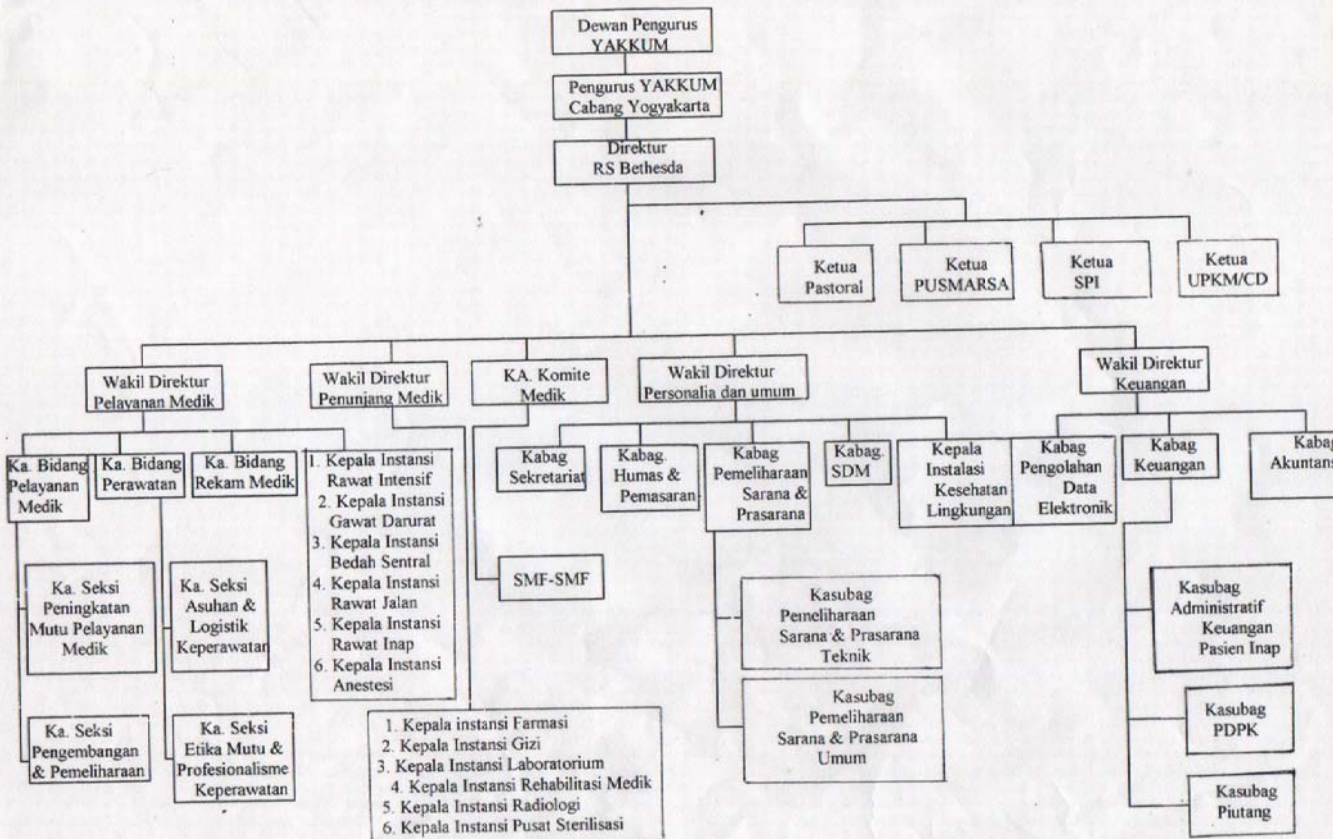 Dewan Pengurus
YAKKUM
Pengurus YAKKUM
Cabang Yogyakarta
Direktur
RS Bethesda
Ketua
Pastoral
Ketua
PUSMARSA
Ketua
SPI
Ketua
UPKM/CD
Wakil Direktur
Pelayanan Medik
Wakil Direktur
Penunjang Medik
KA. Komite
Medik
Wakil Direktur
Personalia dan umum
Wakil Direktur
Keuangan
Ka. Bidang
Pelayanan
Medik
Ka. Bidang
Perawatan
Ka. Bidang
Rekam Medik
1. Kepala Instansi
Rawat Intensif
2. Kepala Instansi
Gawat Darurat
3. Kepala Instansi
Bedah Sentral
4. Kepala Instansi
Rawat Jalan
5. Kepala Instansi
Rawat Inap
6. Kepala Instansi
Anestesi
Kabag
Sekretariat
Kabag.
Humas &
Pemasaran
Kabag
Pemeliharaan
Sarana &
Prasarana
Kabag.
SDM
Kepala
Instalasi
Kesehatan
Lingkungan
Kabag
Pengolahan
Data
Elektronik
Kabag
Keuangan
Kabag
Akuntans
Ka. Seksi
Peningkatan
Mutu Pelayanan
Medik
Ka. Seksi
Asuhan &
Logistik
Keperawatan
SMF-SMF
Kasubag
Pemeliharaan
Sarana & Prasarana
Teknik
Kasubag
Administratif
Keuangan
Pasien Inap
Ka. Seksi
Pengembangan
& Pemeliharaan
Ka. Seksi
Etika Mutu &
Profesionalisme
Keperawatan
1. Kepala instansi Farmasi
2. Kepala Instansi Gizi
3. Kepala Instansi Laboratorium
4. Kepala Instansi Rehabilitasi Medik
5. Kepala Instansi Radiologi
6. Kepala Instansi Pusat Sterilisasi
Kasubag
Pemeliharaan
Sarana & Prasarana
Umum
Kasubag
PDPK
Kasubag
Piutang